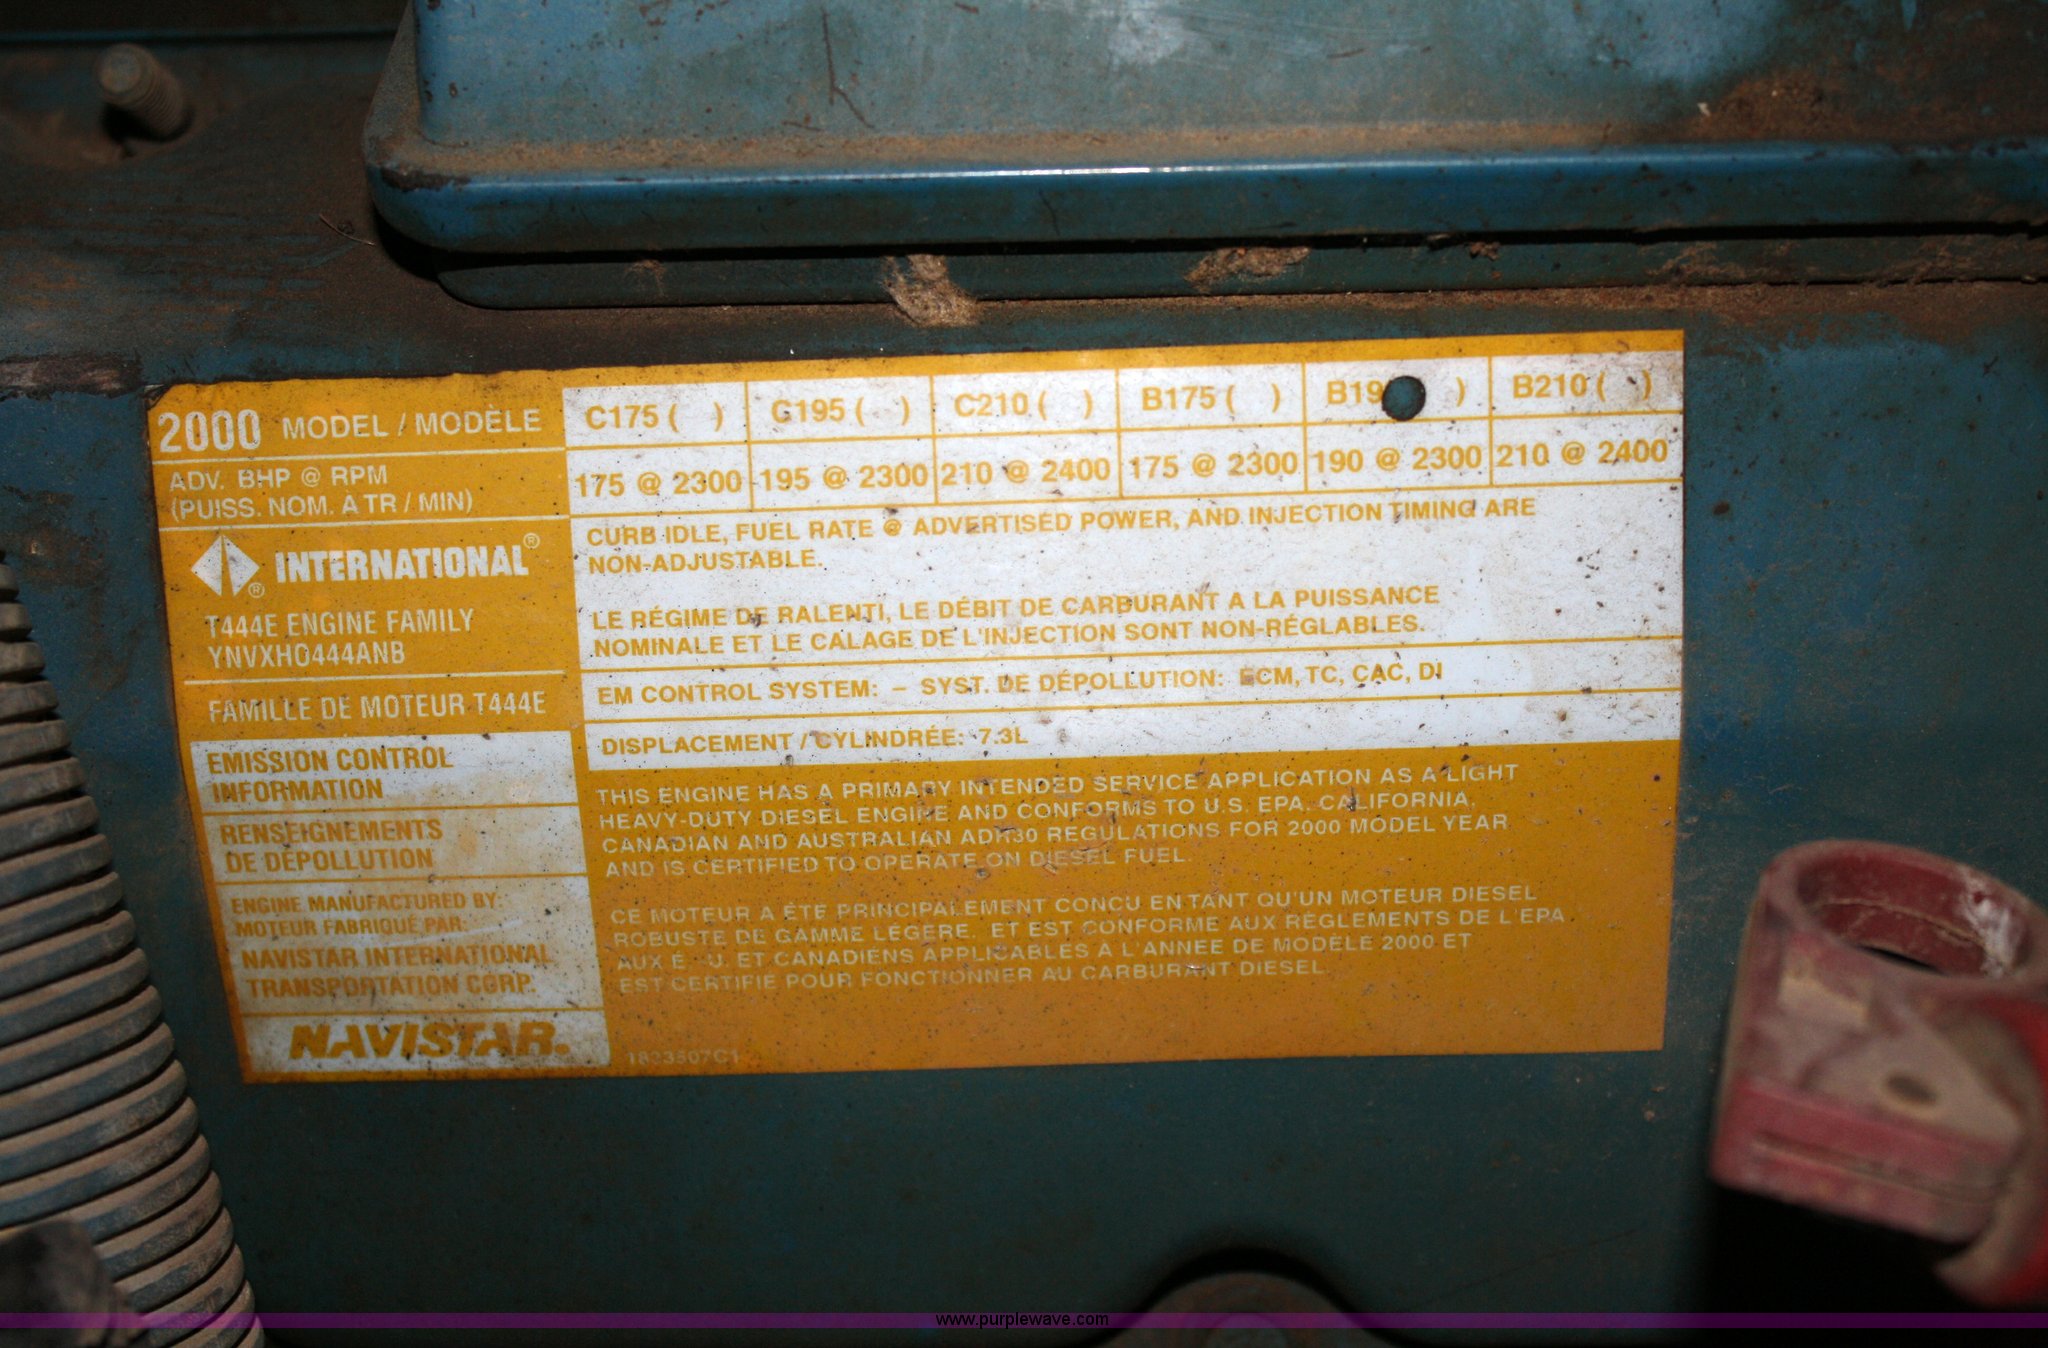 2000 MODEL / MODÈLE
C175 ( ) C195 ( ) C210 ( ) B175 ( ) B19 ) B210 ( )
ADV. BHP @ RPM
(PUISS. NOM. A TR / MIN)
175 @ 2300 195 @ 2300 210 @ 2400 175 @ 2300 190 @ 2300 210 @ 2400
INTERNATIONAL®
®
T444E ENGINE FAMILY
YNVXH0444ANB
FAMILLE DE MOTEUR T444E
EMISSION CONTROL
INFORMATION
RENSEIGNEMENTS
DE DÉPOLLUTION
ENGINE MANUFACTURED BY:
MOTEUR FABRIQUÉ PAR:
NAVISTAR INTERNATIONAL
TRANSPORTATION CORP.
NAVISTAR.
CURB IDLE, FUEL RATE @ ADVERTISED POWER, AND INJECTION TIMING ARE
NON-ADJUSTABLE.
LE RÉGIME DE RALENTI, LE DÉBIT DE CARBURANT A LA PUISSANCE
NOMINALE ET LE CALAGE DE L'INJECTION SONT NON-RÉGLABLES.
EM CONTROL SYSTEM: – SYST. DE DÉPOLLUTION: ECM, TC, CAC, DI
DISPLACEMENT / CYLINDRÉE: 7.3L
THIS ENGINE HAS A PRIMARY INTENDED SERVICE APPLICATION AS A LIGHT
HEAVY-DUTY DIESEL ENGINE AND CONFORMS TO U.S. EPA, CALIFORNIA,
CANADIAN AND AUSTRALIAN ADR30 REGULATIONS FOR 2000 MODEL YEAR
AND IS CERTIFIED TO OPERATE ON DIESEL FUEL.
CE MOTEUR A ÉTÉ PRINCIPALEMENT CONCU EN TANT QU'UN MOTEUR DIESEL
ROBUSTE DE GAMME LÉGÈRE. ET EST CONFORME AUX RÈGLEMENTS DE L'EPA
AUX É. U. ET CANADIENS APPLICABLES A L'ANNEE DE MODÈLE 2000 ET
EST CERTIFIÉ POUR FONCTIONNER AU CARBURANT DIESEL.
1823807C1
www.purplewave.com